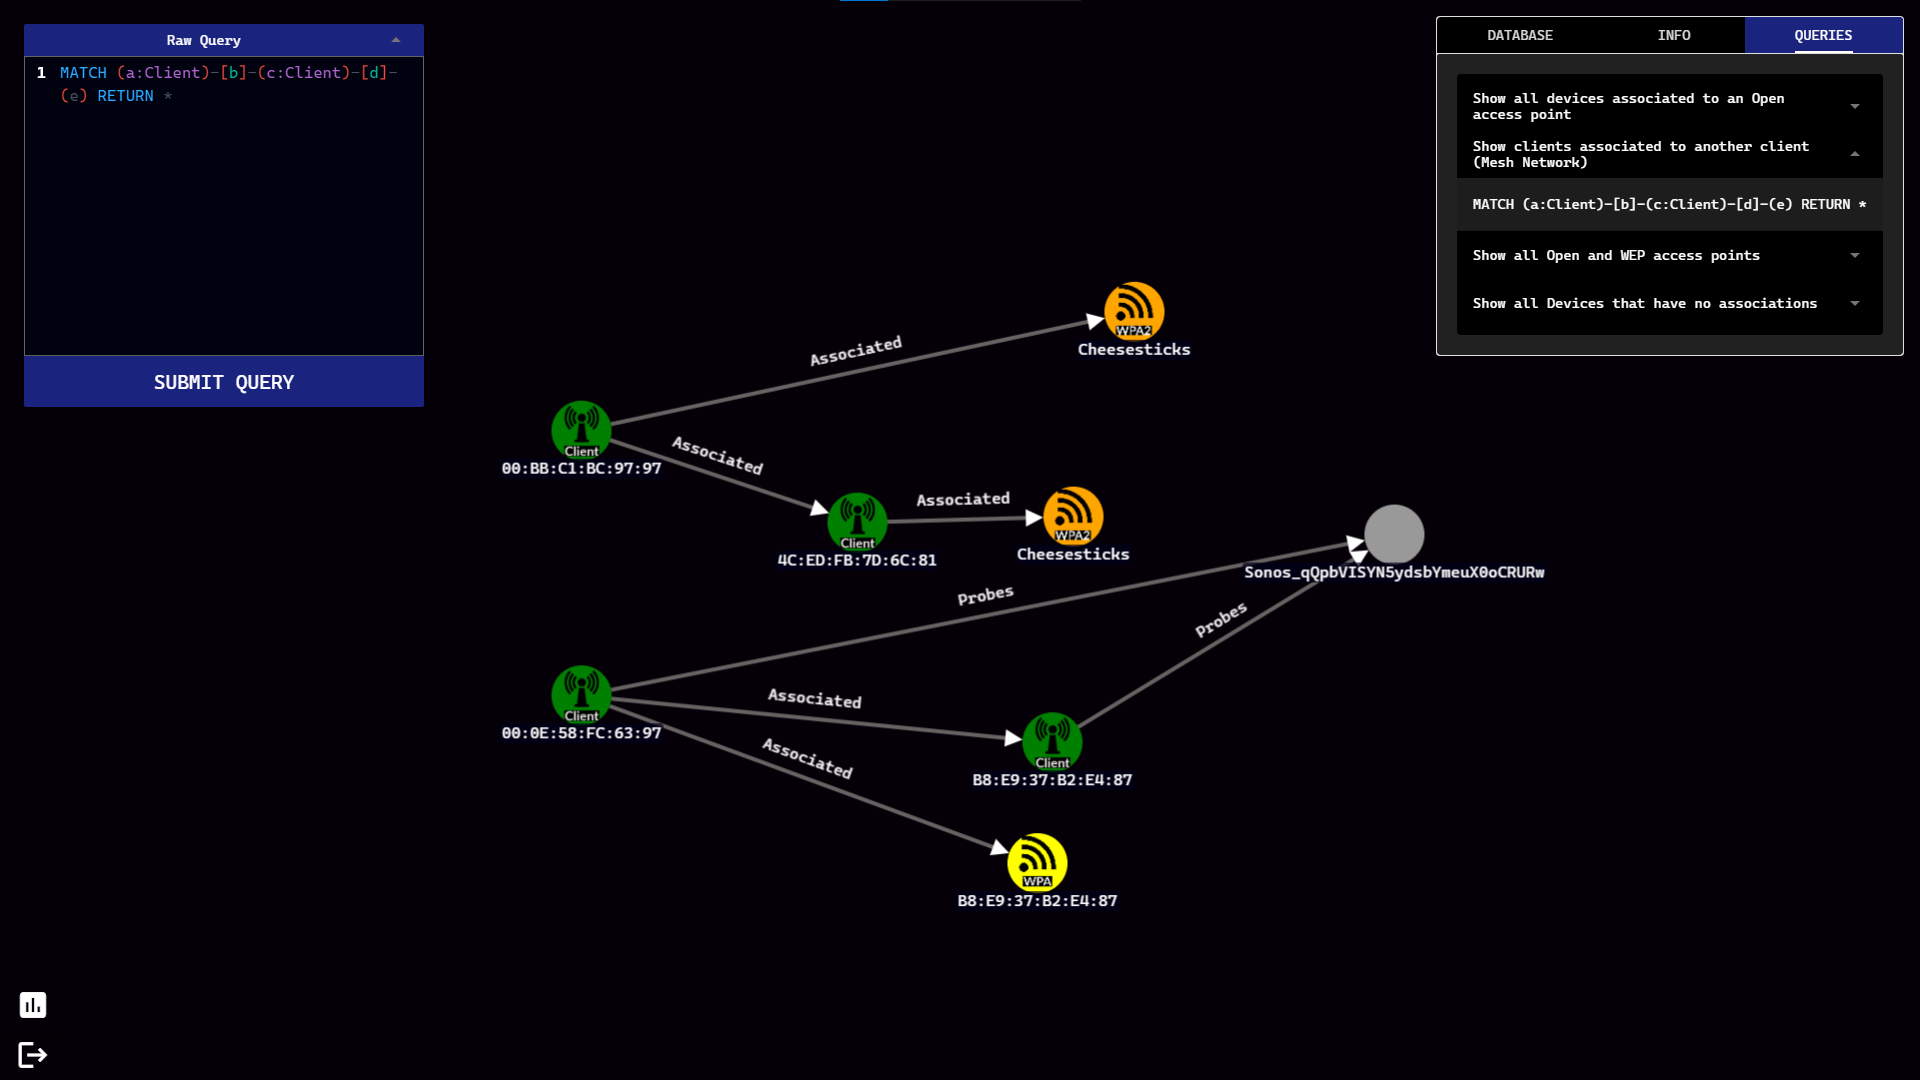 Raw Query
1 MATCH (a:Client)-[b]-(c:Client)-[d]-
(e) RETURN *
SUBMIT QUERY
DATABASE INFO QUERIES
Show all devices associated to an Open
access point
Show clients associated to another client
(Mesh Network)
MATCH (a:Client)-[b]-(c:Client)-[d]-(e) RETURN *
Show all Open and WEP access points
Show all Devices that have no associations
WPA2
Cheesesticks
Associated
Client
00:BB:C1:BC:97:97
Associated
Client
4C:ED:FB:7D:6C:81
Associated
WPA2
Cheesesticks
Sonos_qQpbVISYN5ydsbYmeuX0oCRURw
Probes
Probes
Client
00:0E:58:FC:63:97
Associated
Client
B8:E9:37:B2:E4:87
Associated
WPA
B8:E9:37:B2:E4:87